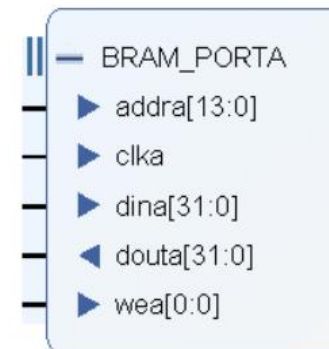 BRAM_PORTA
addra[13:0]
clka
dina[31:0]
douta[31:0]
wea[0:0]